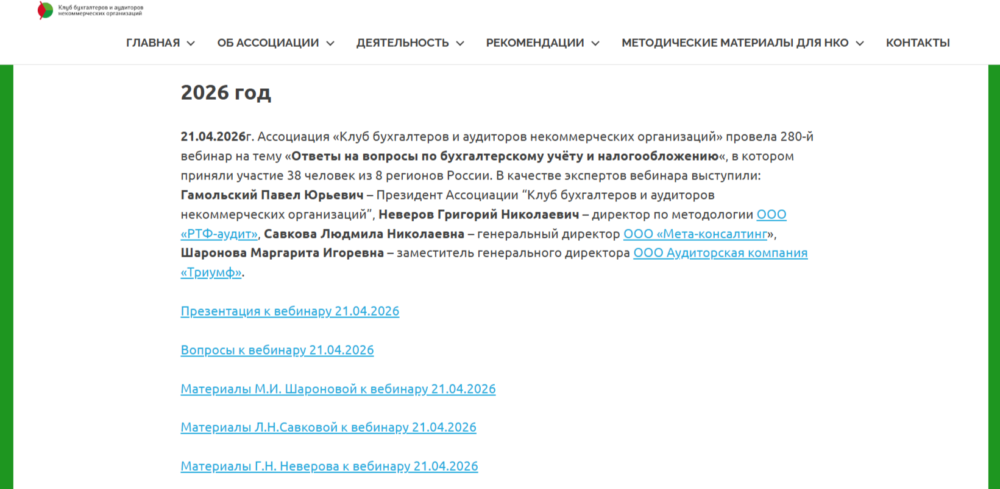 Клуб бухгалтеров и аудиторов
некоммерческих организаций
ГЛАВНАЯ ОБ АССОЦИАЦИИ ДЕЯТЕЛЬНОСТЬ РЕКОМЕНДАЦИИ МЕТОДИЧЕСКИЕ МАТЕРИАЛЫ ДЛЯ НКО КОНТАКТЫ
2026 год
21.04.2026г. Ассоциация «Клуб бухгалтеров и аудиторов некоммерческих организаций» провела 280-й
вебинар на тему «Ответы на вопросы по бухгалтерскому учёту и налогообложению«, в котором
приняли участие 38 человек из 8 регионов России. В качестве экспертов вебинара выступили:
Гамольский Павел Юрьевич – Президент Ассоциации “Клуб бухгалтеров и аудиторов
некоммерческих организаций”, Неверов Григорий Николаевич – директор по методологии ООО
«РТФ-аудит», Савкова Людмила Николаевна – генеральный директор ООО «Мета-консалтинг»,
Шаронова Маргарита Игоревна – заместитель генерального директора ООО Аудиторская компания
«Триумф».
Презентация к вебинару 21.04.2026
Вопросы к вебинару 21.04.2026
Материалы М.И. Шароновой к вебинару 21.04.2026
Материалы Л.Н.Савковой к вебинару 21.04.2026
Материалы Г.Н. Неверова к вебинару 21.04.2026